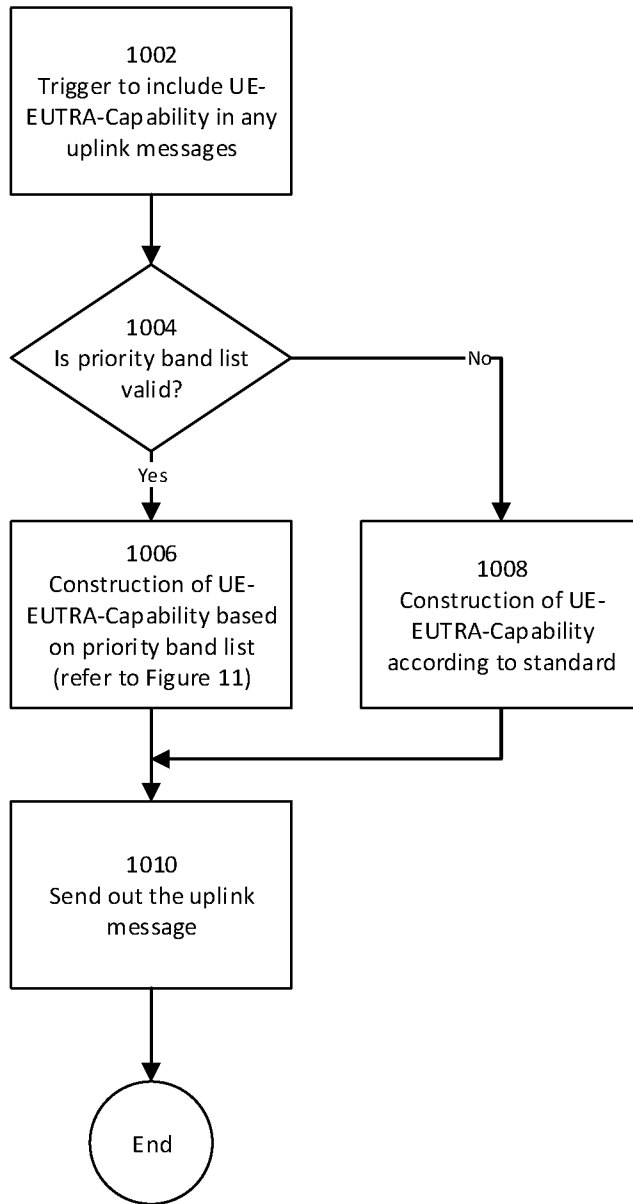 1002
Trigger to include UE-
EUTRA-Capability in any
uplink messages
1004
Is priority band list
valid?
No
Yes
1006
Construction of UE-
EUTRA-Capability based
on priority band list
(refer to Figure 11)
1008
Construction of UE-
EUTRA-Capability
according to standard
1010
Send out the uplink
message
End